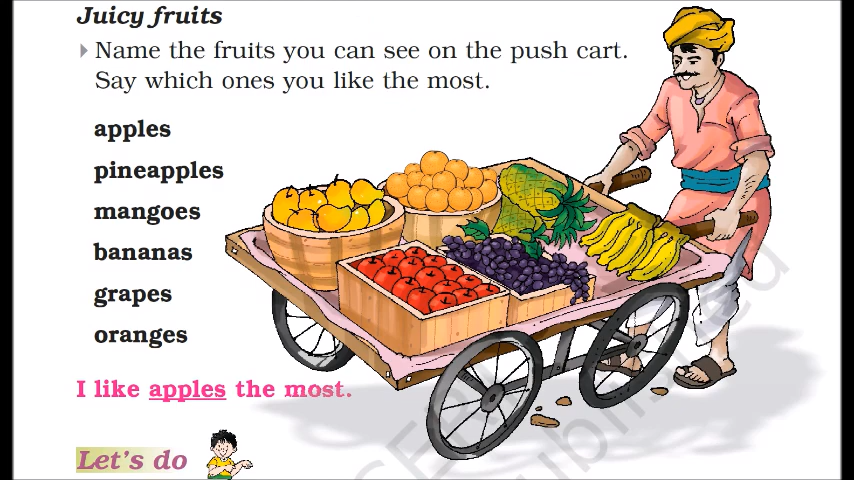 Juicy fruits
Name the fruits you can see on the push cart.
Say which ones you like the most.
apples
pineapples
mangoes
bananas
grapes
oranges
I like apples the most.
Let's do